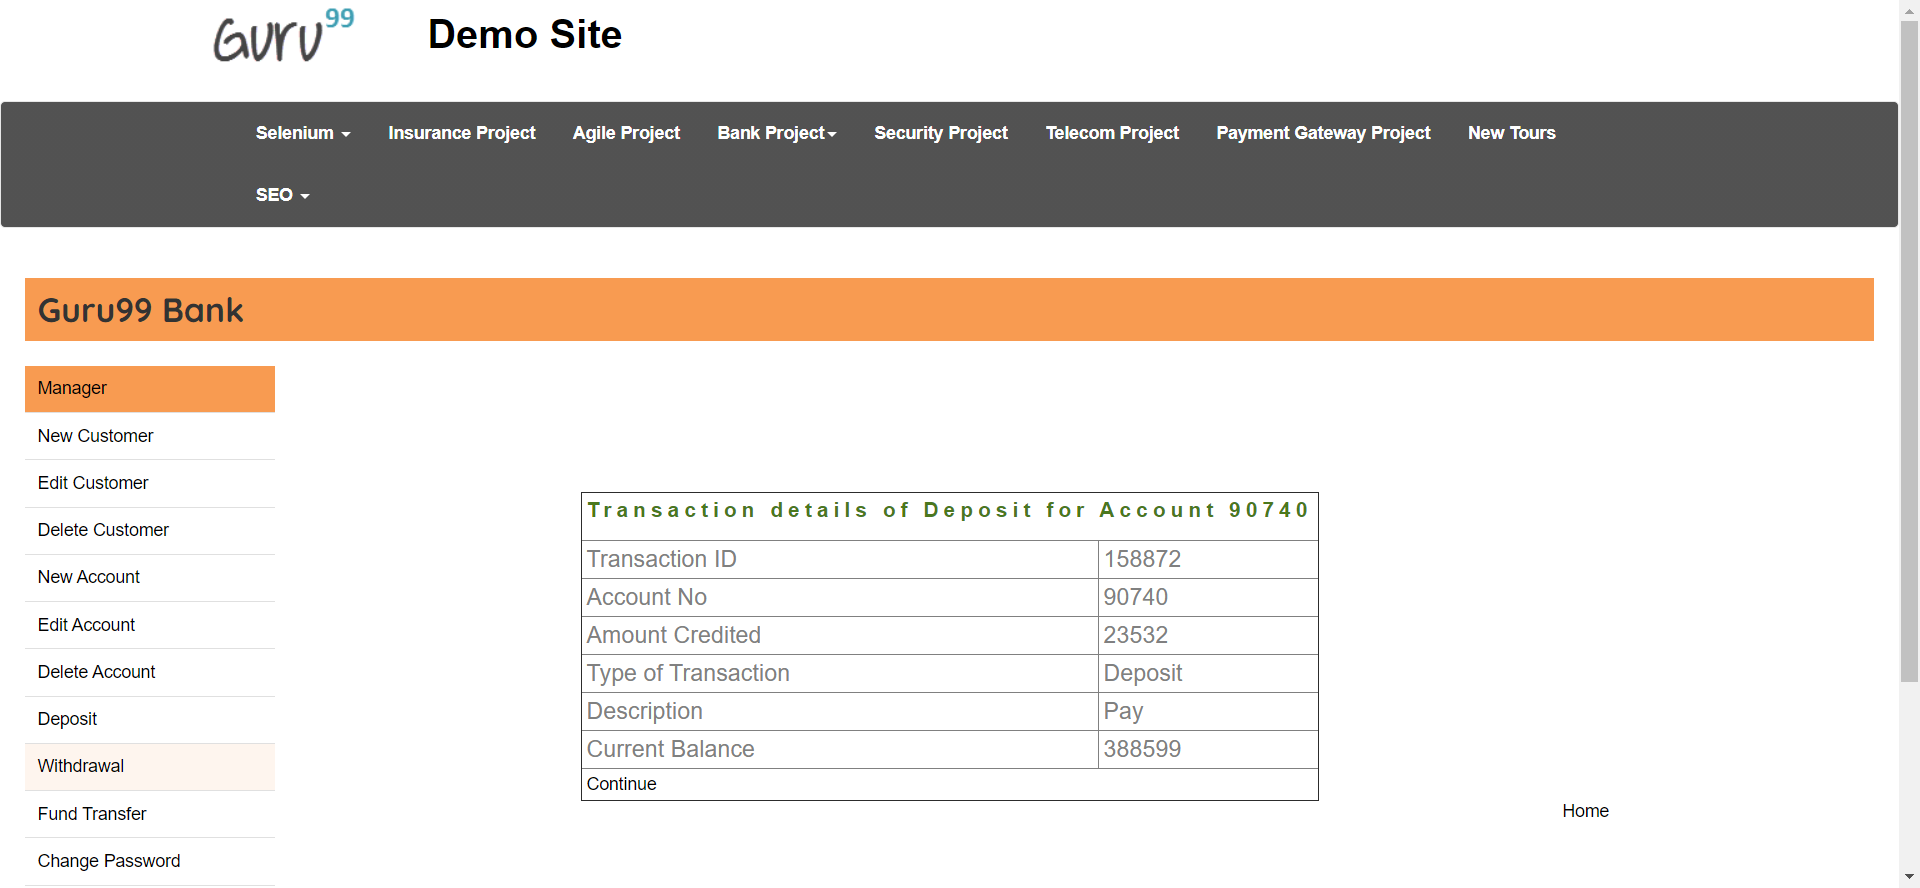 Guru99 Demo Site
Selenium Insurance Project Agile Project Bank Project Security Project Telecom Project Payment Gateway Project New Tours
SEO
Guru99 Bank
Manager
New Customer
Edit Customer
Delete Customer
New Account
Edit Account
Delete Account
Deposit
Withdrawal
Fund Transfer
Change Password
Transaction details of Deposit for Account 90740
Transaction ID 158872
Account No 90740
Amount Credited 23532
Type of Transaction Deposit
Description Pay
Current Balance 388599
Continue
Home